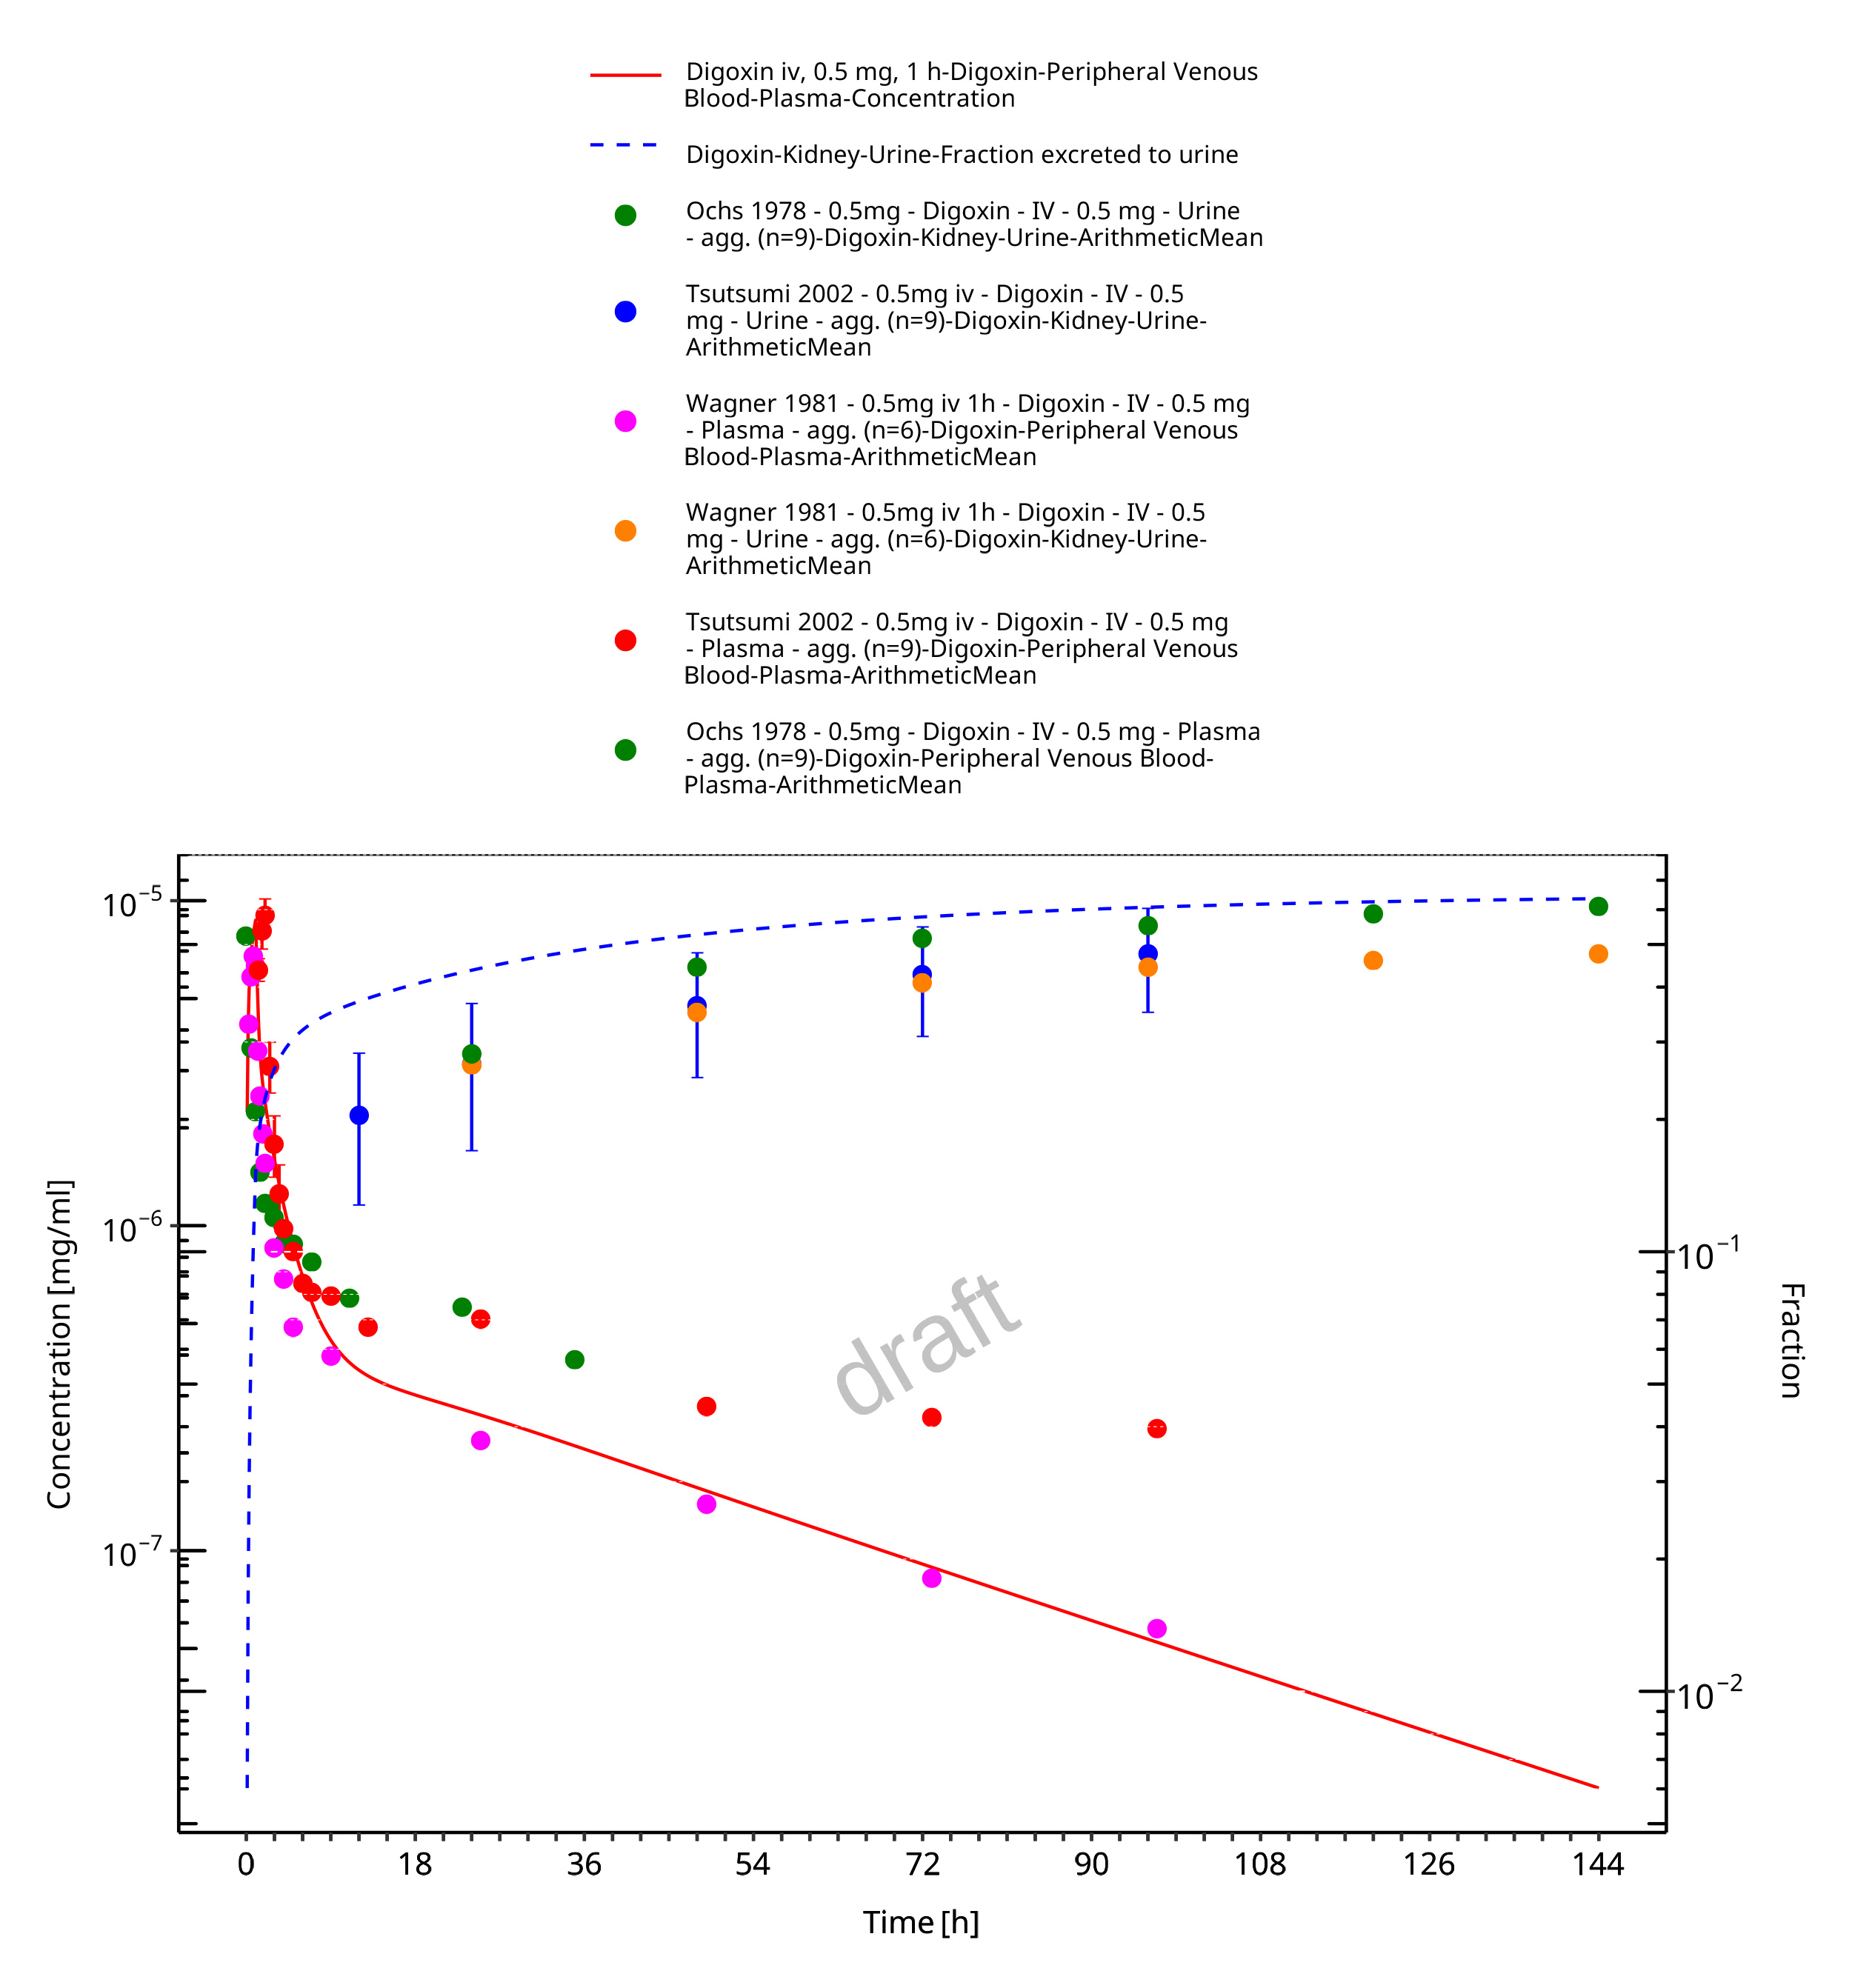 Digoxin iv, 0.5 mg, 1 h-Digoxin-Peripheral Venous
Blood-Plasma-Concentration
Digoxin-Kidney-Urine-Fraction excreted to urine
Ochs 1978 - 0.5mg - Digoxin - IV - 0.5 mg - Urine
- agg. (n=9)-Digoxin-Kidney-Urine-ArithmeticMean
Tsutsumi 2002 - 0.5mg iv - Digoxin - IV - 0.5
mg - Urine - agg. (n=9)-Digoxin-Kidney-Urine-
ArithmeticMean
Wagner 1981 - 0.5mg iv 1h - Digoxin - IV - 0.5 mg
- Plasma - agg. (n=6)-Digoxin-Peripheral Venous
Blood-Plasma-ArithmeticMean
Wagner 1981 - 0.5mg iv 1h - Digoxin - IV - 0.5
mg - Urine - agg. (n=6)-Digoxin-Kidney-Urine-
ArithmeticMean
Tsutsumi 2002 - 0.5mg iv - Digoxin - IV - 0.5 mg
- Plasma - agg. (n=9)-Digoxin-Peripheral Venous
Blood-Plasma-ArithmeticMean
Ochs 1978 - 0.5mg - Digoxin - IV - 0.5 mg - Plasma
- agg. (n=9)-Digoxin-Peripheral Venous Blood-
Plasma-ArithmeticMean
10⁻⁵
10⁻⁶
10⁻⁷
Concentration [mg/ml]
draft
10⁻¹
10⁻²
Fraction
0 18 36 54 72 90 108 126 144
Time [h]